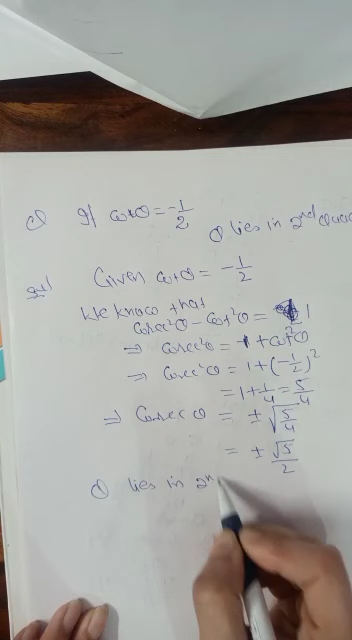 Q If cotθ = -1/2
θ lies in 2nd Quad
Sol
Given cotθ = -1/2
We know that
cosec²θ - cot²θ = 1
⇒ cosec²θ = 1 + cot²θ
⇒ cosec²θ = 1 + (-1/2)²
= 1 + 1/4 = 5/4
⇒ cosec θ = ± √5/4
= ± √5/2
θ lies in 2n